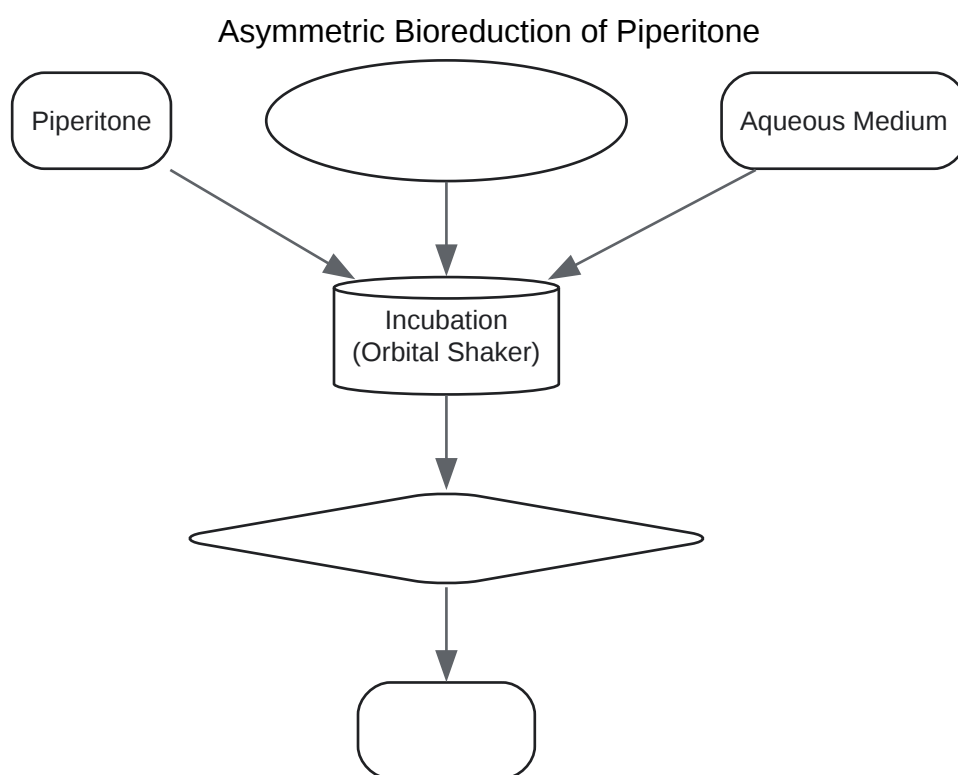 Asymmetric Bioreduction of Piperitone
Piperitone
Aqueous Medium
Incubation
(Orbital Shaker)